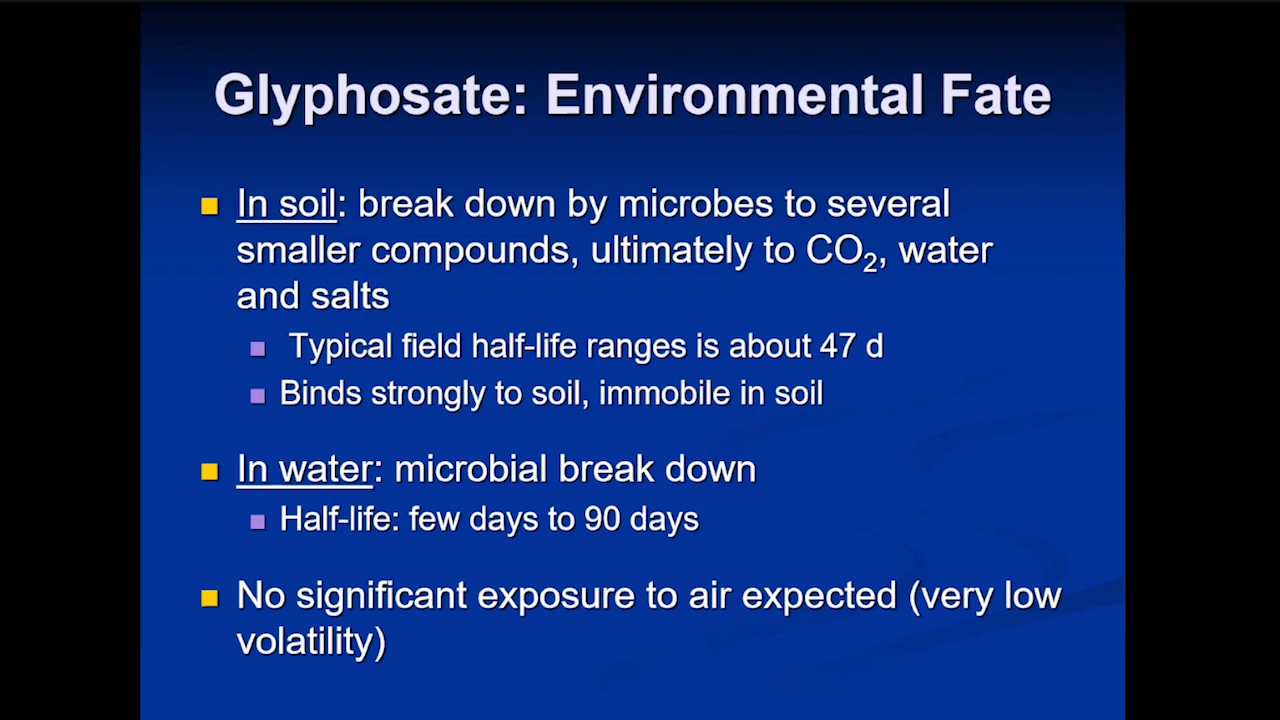 Glyphosate: Environmental Fate
In soil: break down by microbes to several
smaller compounds, ultimately to CO₂, water
and salts
Typical field half-life ranges is about 47 d
Binds strongly to soil, immobile in soil
In water: microbial break down
Half-life: few days to 90 days
No significant exposure to air expected (very low
volatility)